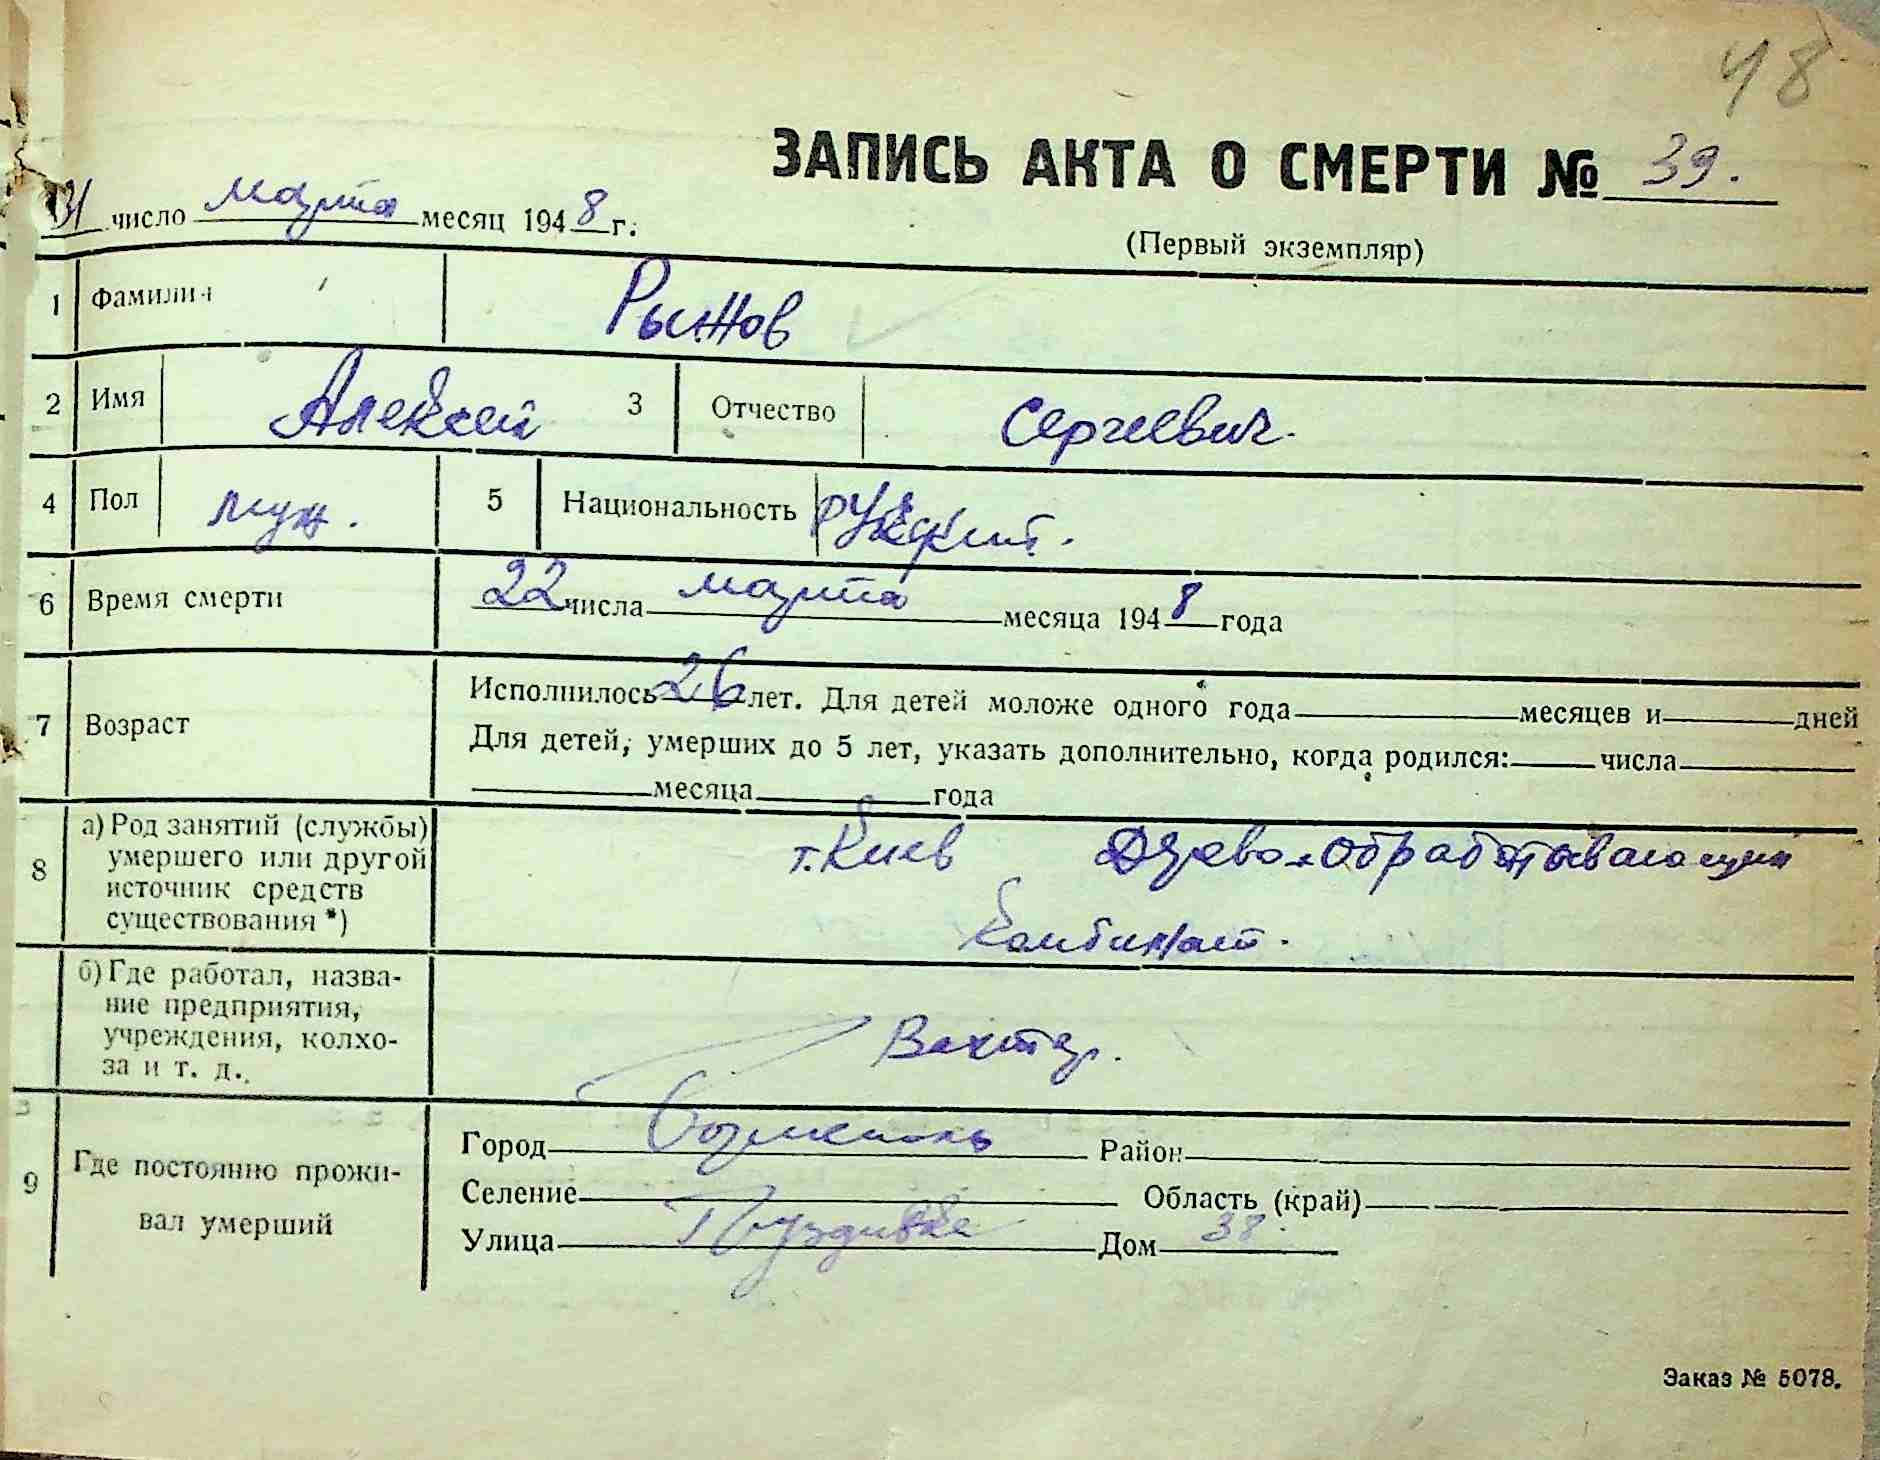 48
ЗАПИСЬ АКТА О СМЕРТИ № 39.
31 число марта месяц 1948 г.
(Первый экземпляр)
1 Фамилия Рыжов
2 Имя Алексей 3 Отчество Сергеевич.
4 Пол муж. 5 Национальность русский.
6 Время смерти 22 числа марта месяца 1948 года
7 Возраст Исполнилось 26 лет. Для детей моложе одного года месяцев и дней
Для детей, умерших до 5 лет, указать дополнительно, когда родился: числа
месяца года
8 а) Род занятий (службы) умершего или другой источник средств существования *)
г. Киев Дерево-обрабатывающий
комбинат.
б) Где работал, назва-
ние предприятия,
учреждения, колхо-
за и т. д.
Вахтер.
9 Где постоянно прожи-
вал умерший
Город Борисполь Район
Селение Область (край)
Улица Дом 38.
Заказ № 5078.